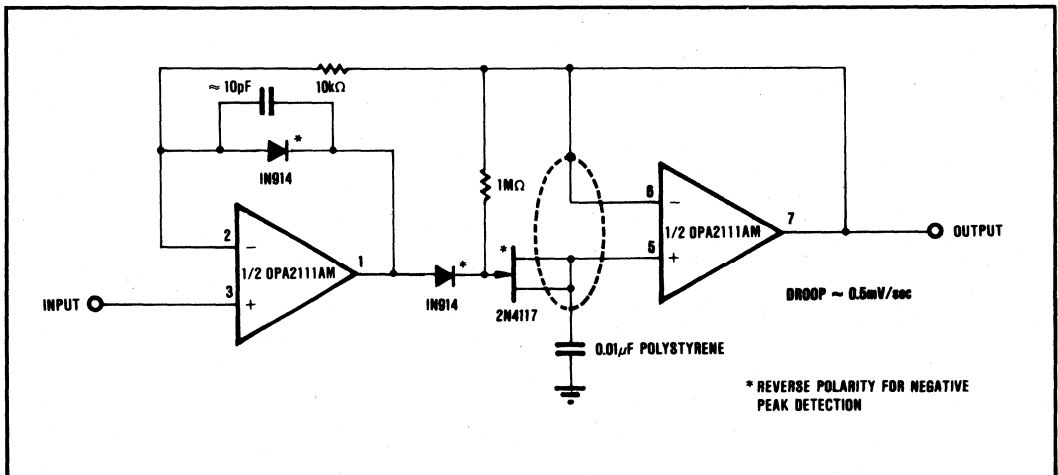 10kΩ
≈ 10pF
*
IN914
1MΩ
2
−
1/2 OPA2111AM
1
3
+
INPUT
*
IN914
*
2N4117
6
−
5
+
1/2 OPA2111AM
7
OUTPUT
DROOP ~ 0.5mV/sec
0.01μF POLYSTYRENE
* REVERSE POLARITY FOR NEGATIVE
PEAK DETECTION